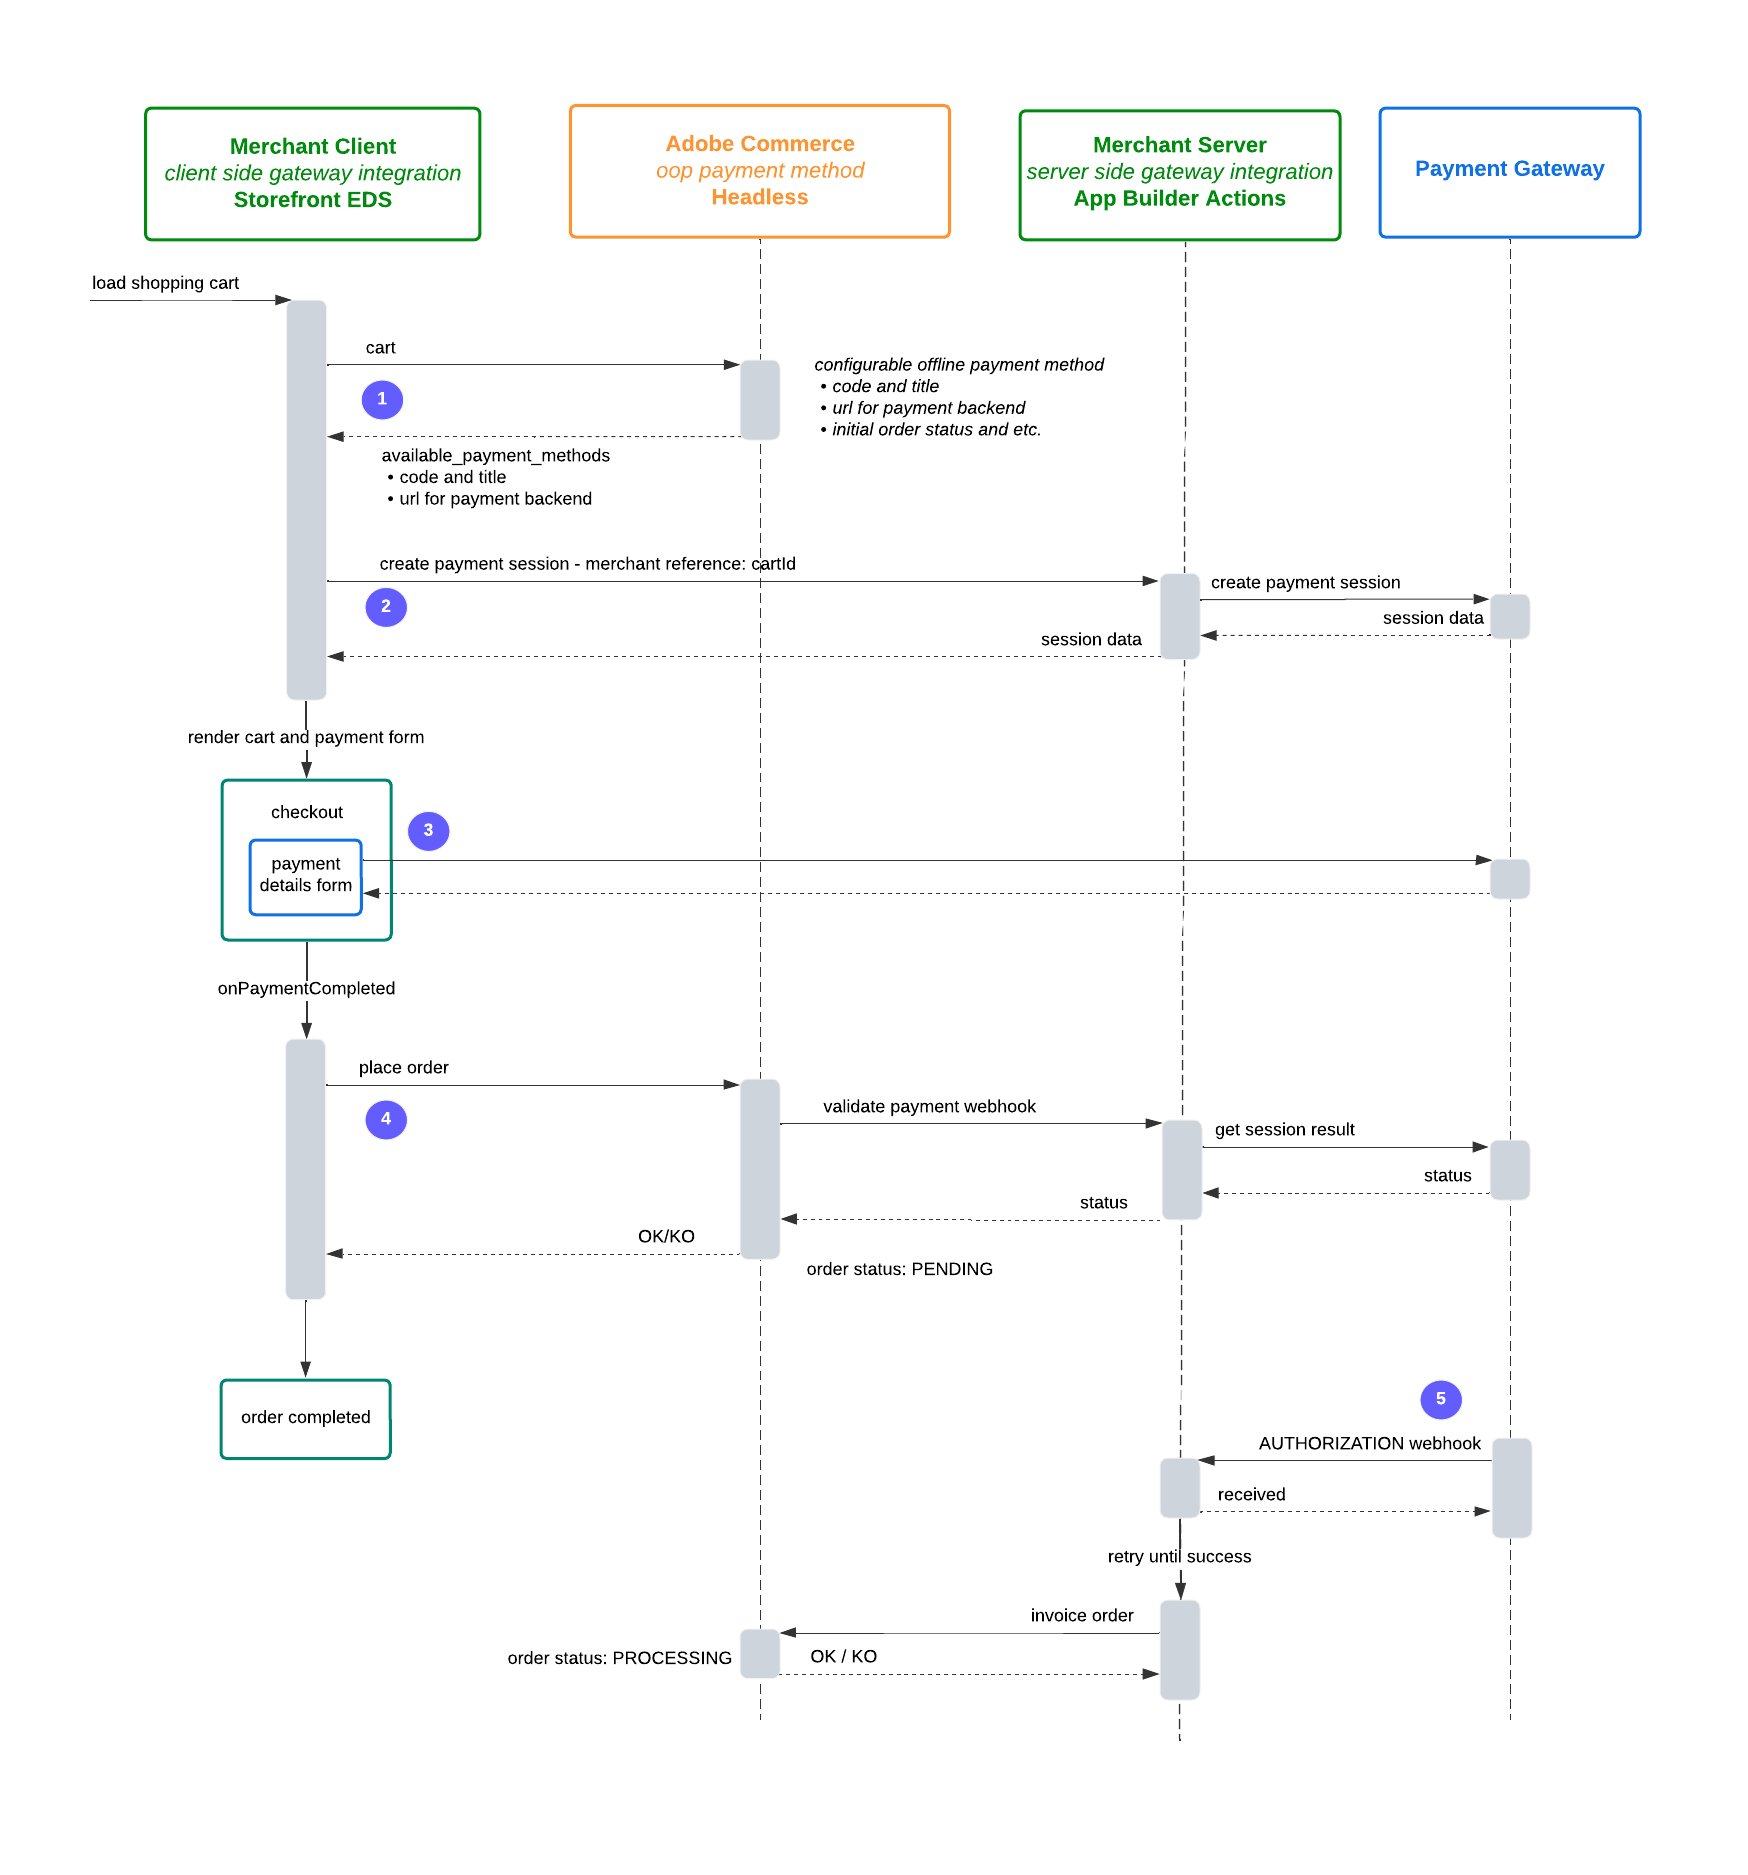 Merchant Client
client side gateway integration
Storefront EDS
Adobe Commerce
oop payment method
Headless
Merchant Server
server side gateway integration
App Builder Actions
Payment Gateway
load shopping cart
cart
1
configurable offline payment method
• code and title
• url for payment backend
• initial order status and etc.
available_payment_methods
• code and title
• url for payment backend
create payment session - merchant reference: cartId
2
create payment session
session data
session data
render cart and payment form
checkout
3
payment
details form
onPaymentCompleted
place order
4
validate payment webhook
get session result
status
status
OK/KO
order status: PENDING
order completed
5
AUTHORIZATION webhook
received
retry until success
invoice order
order status: PROCESSING
OK / KO